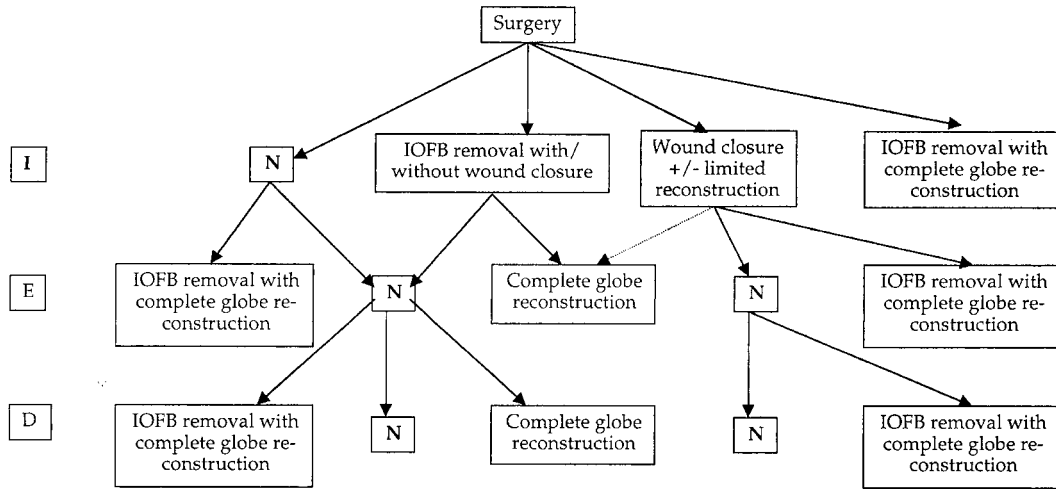 Surgery
I
N
IOFB removal with/
without wound closure
Wound closure
+/- limited
reconstruction
IOFB removal with
complete globe re-
construction
E
IOFB removal with
complete globe re-
construction
N
Complete globe
reconstruction
N
IOFB removal with
complete globe re-
construction
D
IOFB removal with
complete globe re-
construction
N
Complete globe
reconstruction
N
IOFB removal with
complete globe re-
construction